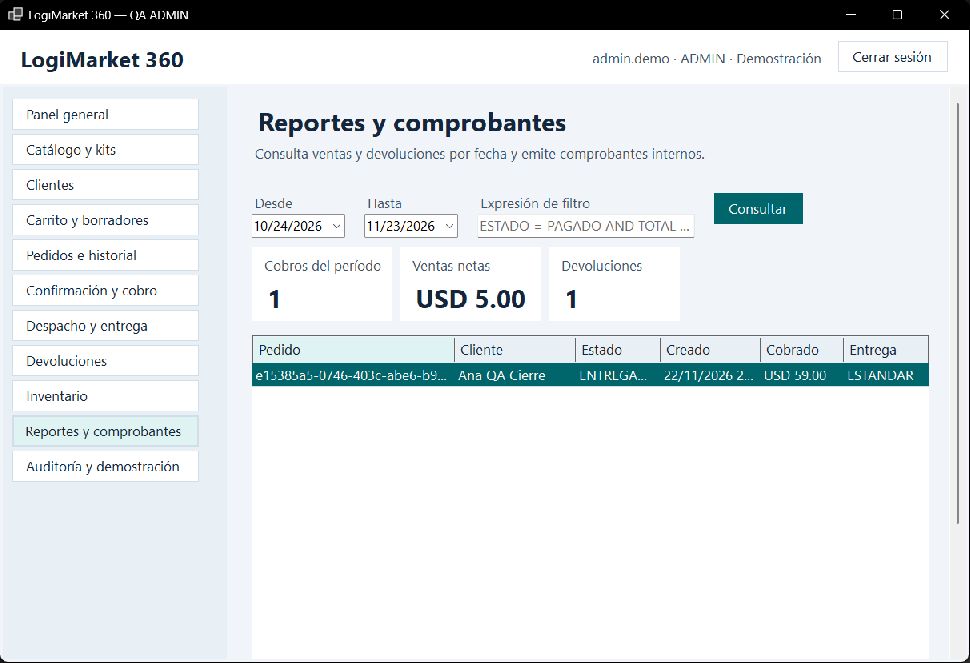 LogiMarket 360 — QA ADMIN
LogiMarket 360
admin.demo · ADMIN · Demostración
Cerrar sesión
Panel general
Catálogo y kits
Clientes
Carrito y borradores
Pedidos e historial
Confirmación y cobro
Despacho y entrega
Devoluciones
Inventario
Reportes y comprobantes
Auditoría y demostración
Reportes y comprobantes
Consulta ventas y devoluciones por fecha y emite comprobantes internos.
Desde
Hasta
Expresión de filtro
10/24/2026
11/23/2026
ESTADO = PAGADO AND TOTAL ...
Consultar
Cobros del período
Ventas netas
Devoluciones
1
USD 5.00
1
Pedido Cliente Estado Creado Cobrado Entrega
e15385a5-0746-403c-abe6-b9... Ana QA Cierre ENTREGA... 22/11/2026 2... USD 59.00 ESTANDAR